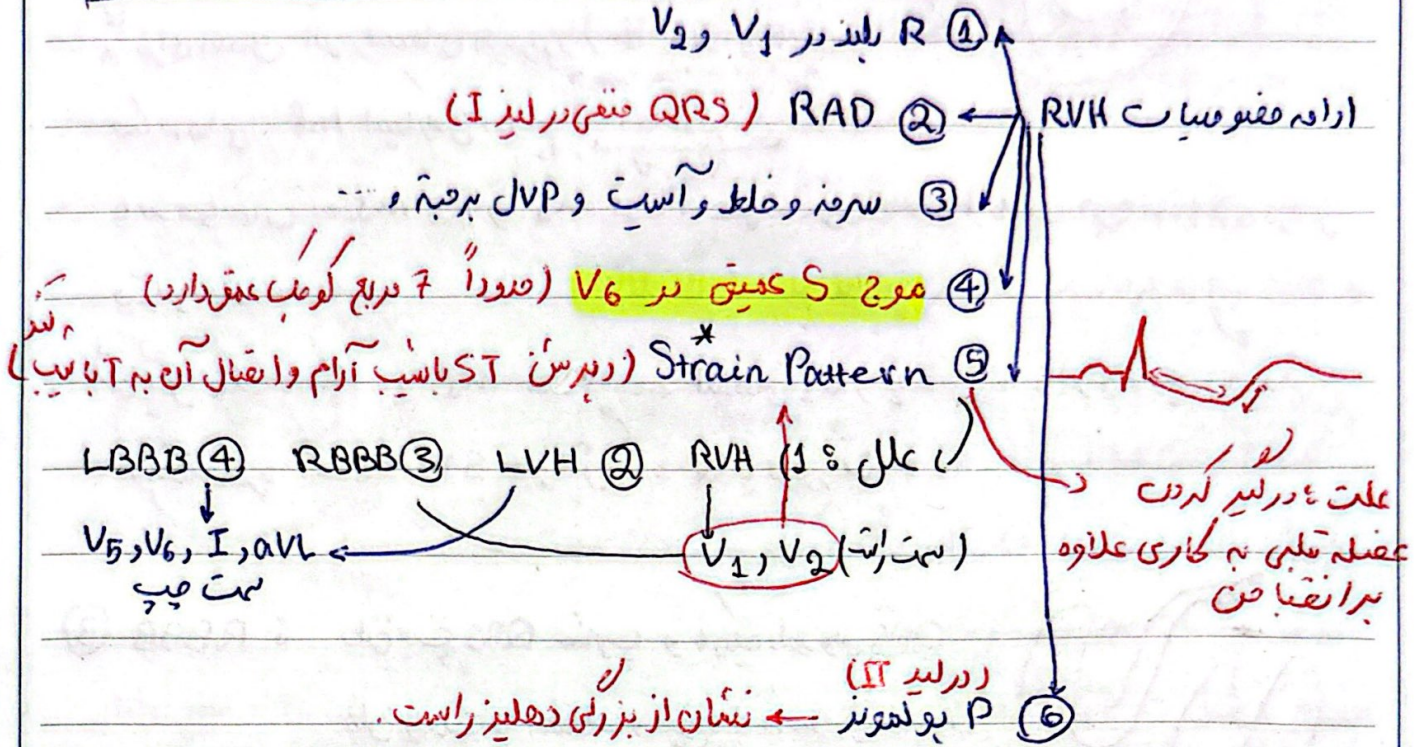 ① R بلند در V1 و V2
ادامه خصوصیات RVH ← ② RAD (QRS منفی در لید I)
③ سرفه و خلط و آسیت و JVP برجسته و ...
④ موج S عمیق در V6 (حدوداً 7 مربع کوچک عمق دارد)
⑤ Strain Pattern* (دپرشن ST با شیب آرام و اتصال آن به T با شیب تند)
علل: 1) RVH ② LVH ③ RBBB ④ LBBB
V1, V2 (سمت راست)
V5, V6, I, aVL
سمت چپ
علت: درگیر کردن
عضله قلبی به کاری علاوه
بر انقباض
(در لید II)
⑥ P پولمونر ← نشان از بزرگی دهلیز راست.